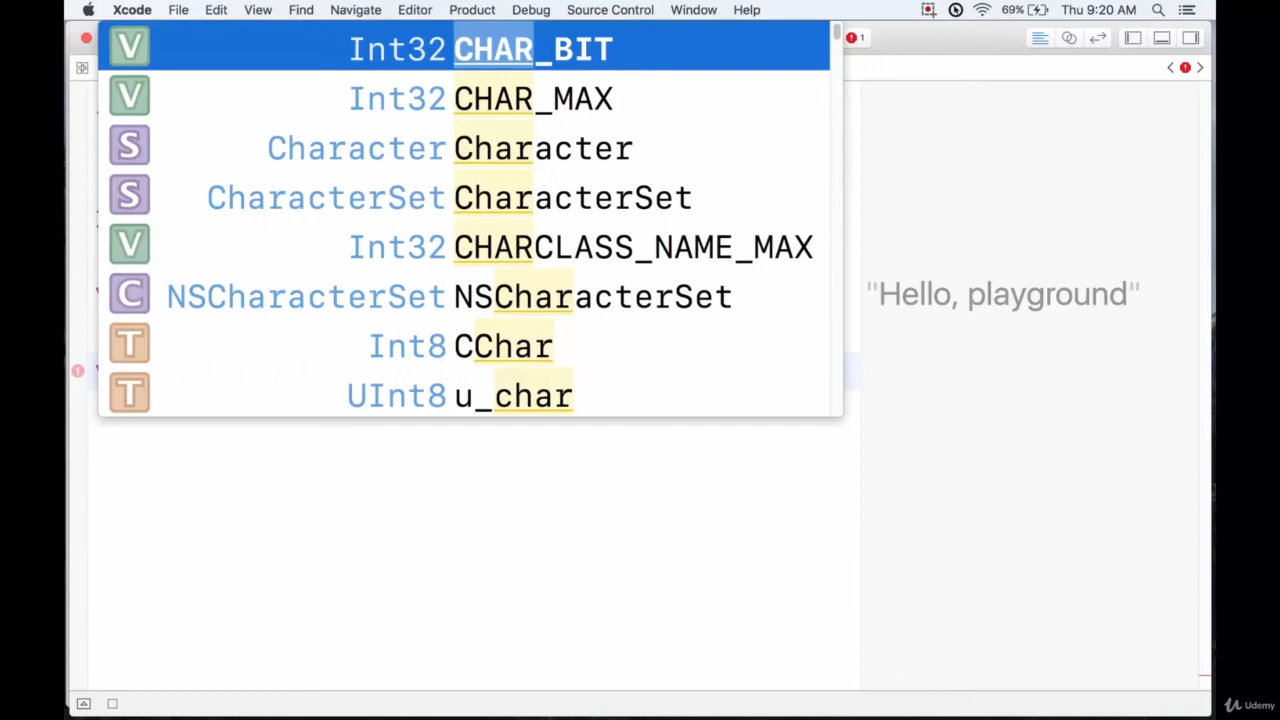 Xcode File Edit View Find Navigate Editor Product Debug Source Control Window Help 69% Thu 9:20 AM
1
V Int32 CHAR_BIT
V Int32 CHAR_MAX
S Character Character
S CharacterSet CharacterSet
V Int32 CHARCLASS_NAME_MAX
C NSCharacterSet NSCharacterSet
"Hello, playground"
T Int8 CChar
T UInt8 u_char
Udemy